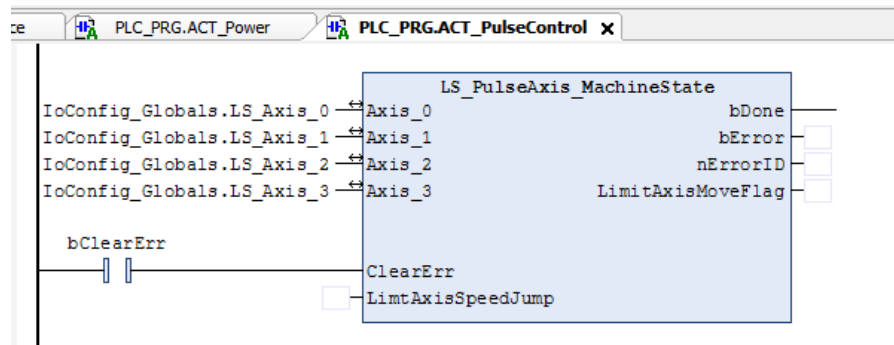 ce PLC_PRG.ACT_Power PLC_PRG.ACT_PulseControl x
LS_PulseAxis_MachineState
IoConfig_Globals.LS_Axis_0 Axis_0 bDone
IoConfig_Globals.LS_Axis_1 Axis_1 bError
IoConfig_Globals.LS_Axis_2 Axis_2 nErrorID
IoConfig_Globals.LS_Axis_3 Axis_3 LimitAxisMoveFlag
bClearErr
ClearErr
LimtAxisSpeedJump